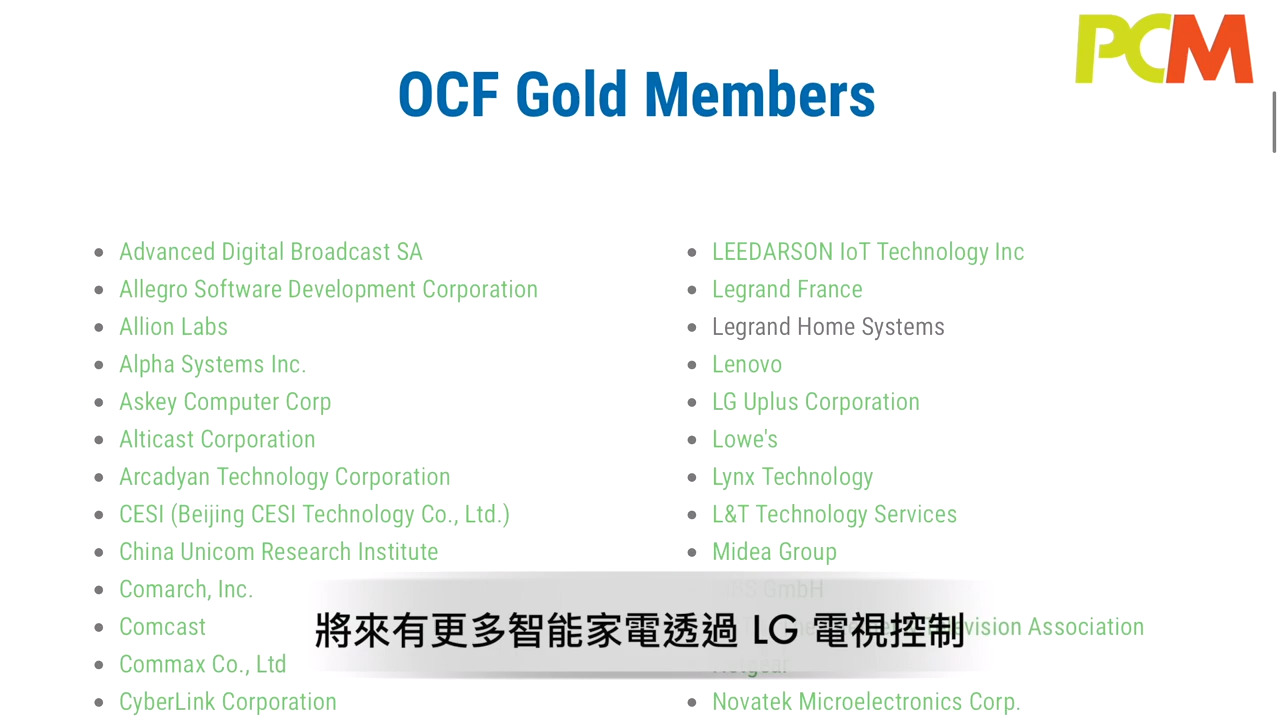 PCM
OCF Gold Members
Advanced Digital Broadcast SA
Allegro Software Development Corporation
Allion Labs
Alpha Systems Inc.
Askey Computer Corp
Alticast Corporation
Arcadyan Technology Corporation
CESI (Beijing CESI Technology Co., Ltd.)
China Unicom Research Institute
Comarch, Inc.
Comcast
Commax Co., Ltd
CyberLink Corporation
LEEDARSON IoT Technology Inc
Legrand France
Legrand Home Systems
Lenovo
LG Uplus Corporation
Lowe's
Lynx Technology
L&T Technology Services
Midea Group
GmbH
Television Association
Netgear
Novatek Microelectronics Corp.
將來有更多智能家電透過 LG 電視控制